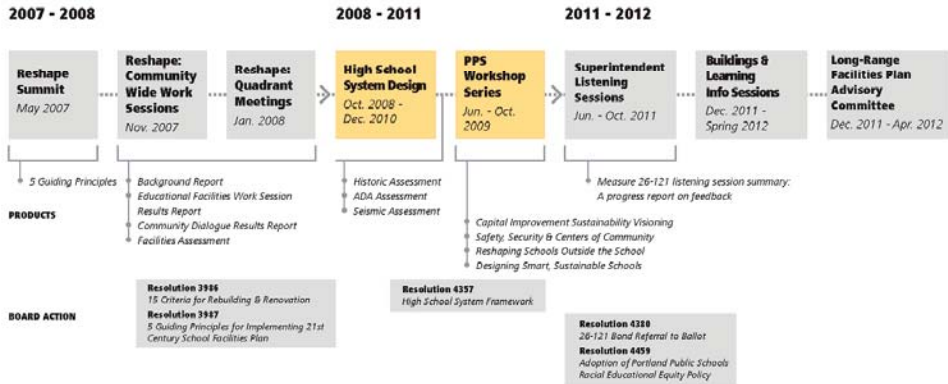 2007 - 2008
2008 - 2011
2011 - 2012
Reshape
Summit
May 2007
Reshape:
Community
Wide Work
Sessions
Nov. 2007
Reshape:
Quadrant
Meetings
Jan. 2008
High School
System Design
Oct. 2008 -
Dec. 2010
PPS
Workshop
Series
Jun. - Oct.
2009
Superintendent
Listening
Sessions
Jun. - Oct. 2011
Buildings &
Learning
Info Sessions
Dec. 2011 -
Spring 2012
Long-Range
Facilities Plan
Advisory
Committee
Dec. 2011 - Apr. 2012
PRODUCTS
5 Guiding Principles
Background Report
Educational Facilities Work Session
Results Report
Community Dialogue Results Report
Facilities Assessment
Historic Assessment
ADA Assessment
Seismic Assessment
Capital Improvement Sustainability Visioning
Safety, Security & Centers of Community
Reshaping Schools Outside the School
Designing Smart, Sustainable Schools
Measure 26-121 listening session summary:
A progress report on feedback
BOARD ACTION
Resolution 3986
15 Criteria for Rebuilding & Renovation
Resolution 3987
5 Guiding Principles for Implementing 21st
Century School Facilities Plan
Resolution 4357
High School System Framework
Resolution 4380
26-121 Bond Referral to Ballot
Resolution 4459
Adoption of Portland Public Schools
Racial Educational Equity Policy